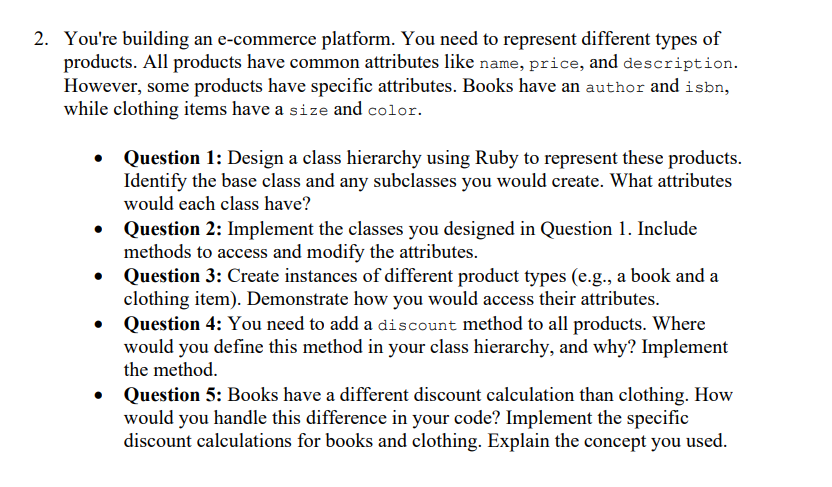 2. You're building an e-commerce platform. You need to represent different types of
products. All products have common attributes like name, price, and description.
However, some products have specific attributes. Books have an author and isbn,
while clothing items have a size and color.
• Question 1: Design a class hierarchy using Ruby to represent these products.
Identify the base class and any subclasses you would create. What attributes
would each class have?
• Question 2: Implement the classes you designed in Question 1. Include
methods to access and modify the attributes.
• Question 3: Create instances of different product types (e.g., a book and a
clothing item). Demonstrate how you would access their attributes.
• Question 4: You need to add a discount method to all products. Where
would you define this method in your class hierarchy, and why? Implement
the method.
• Question 5: Books have a different discount calculation than clothing. How
would you handle this difference in your code? Implement the specific
discount calculations for books and clothing. Explain the concept you used.